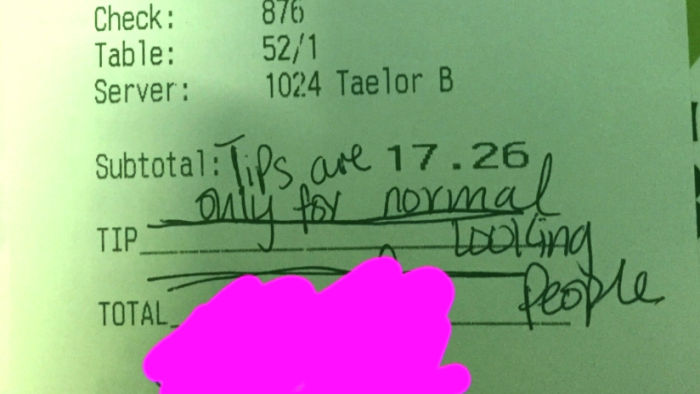 Check: 876
Table: 52/1
Server: 1024 Taelor B
Subtotal: 17.26
Tips are
only for normal
TIP looking
people
TOTAL